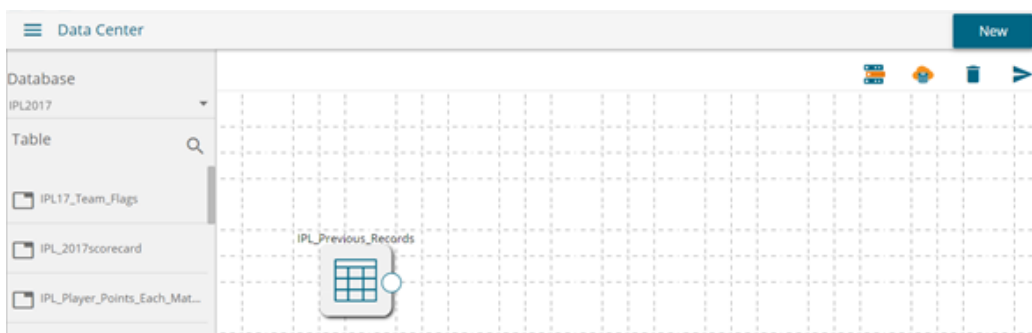 Data Center
New
Database
IPL2017
Table
IPL17_Team_Flags
IPL_2017scorecard
IPL_Player_Points_Each_Mat...
IPL_Previous_Records